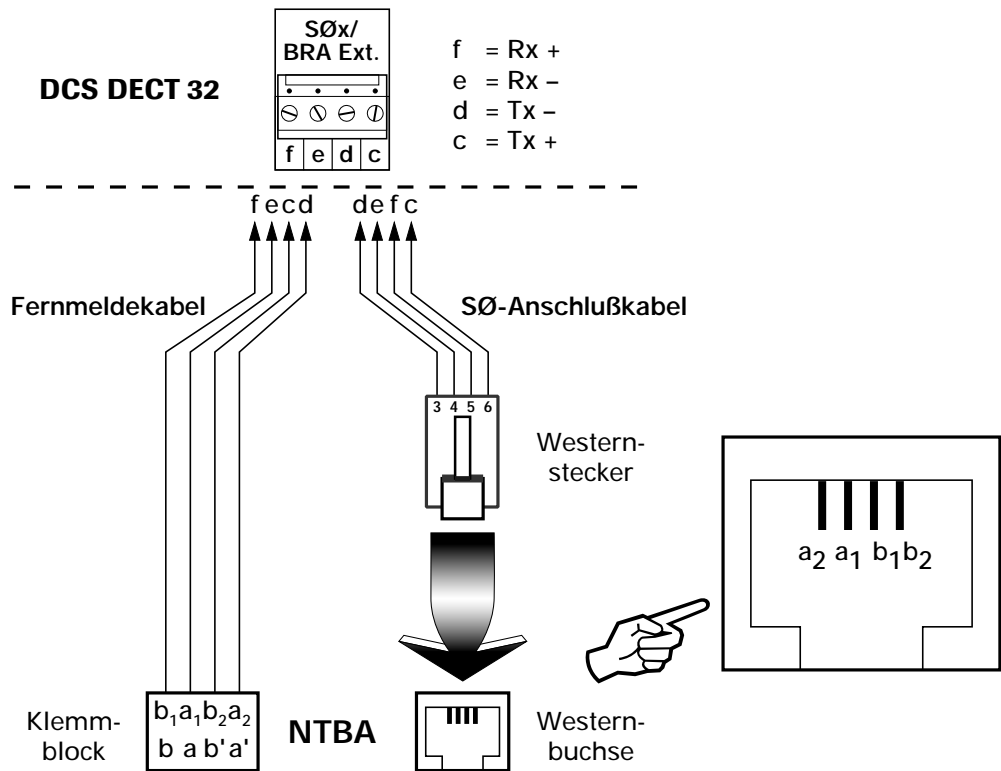 SØx/
BRA Ext.
DCS DECT 32
f e d c
f = Rx +
e = Rx –
d = Tx –
c = Tx +
f e c d
d e f c
Fernmeldekabel
SØ-Anschlußkabel
3 4 5 6
Western-
stecker
a₂ a₁ b₁ b₂
Klemm-
block
b₁ a₁ b₂ a₂
b a b' a'
NTBA
Western-
buchse